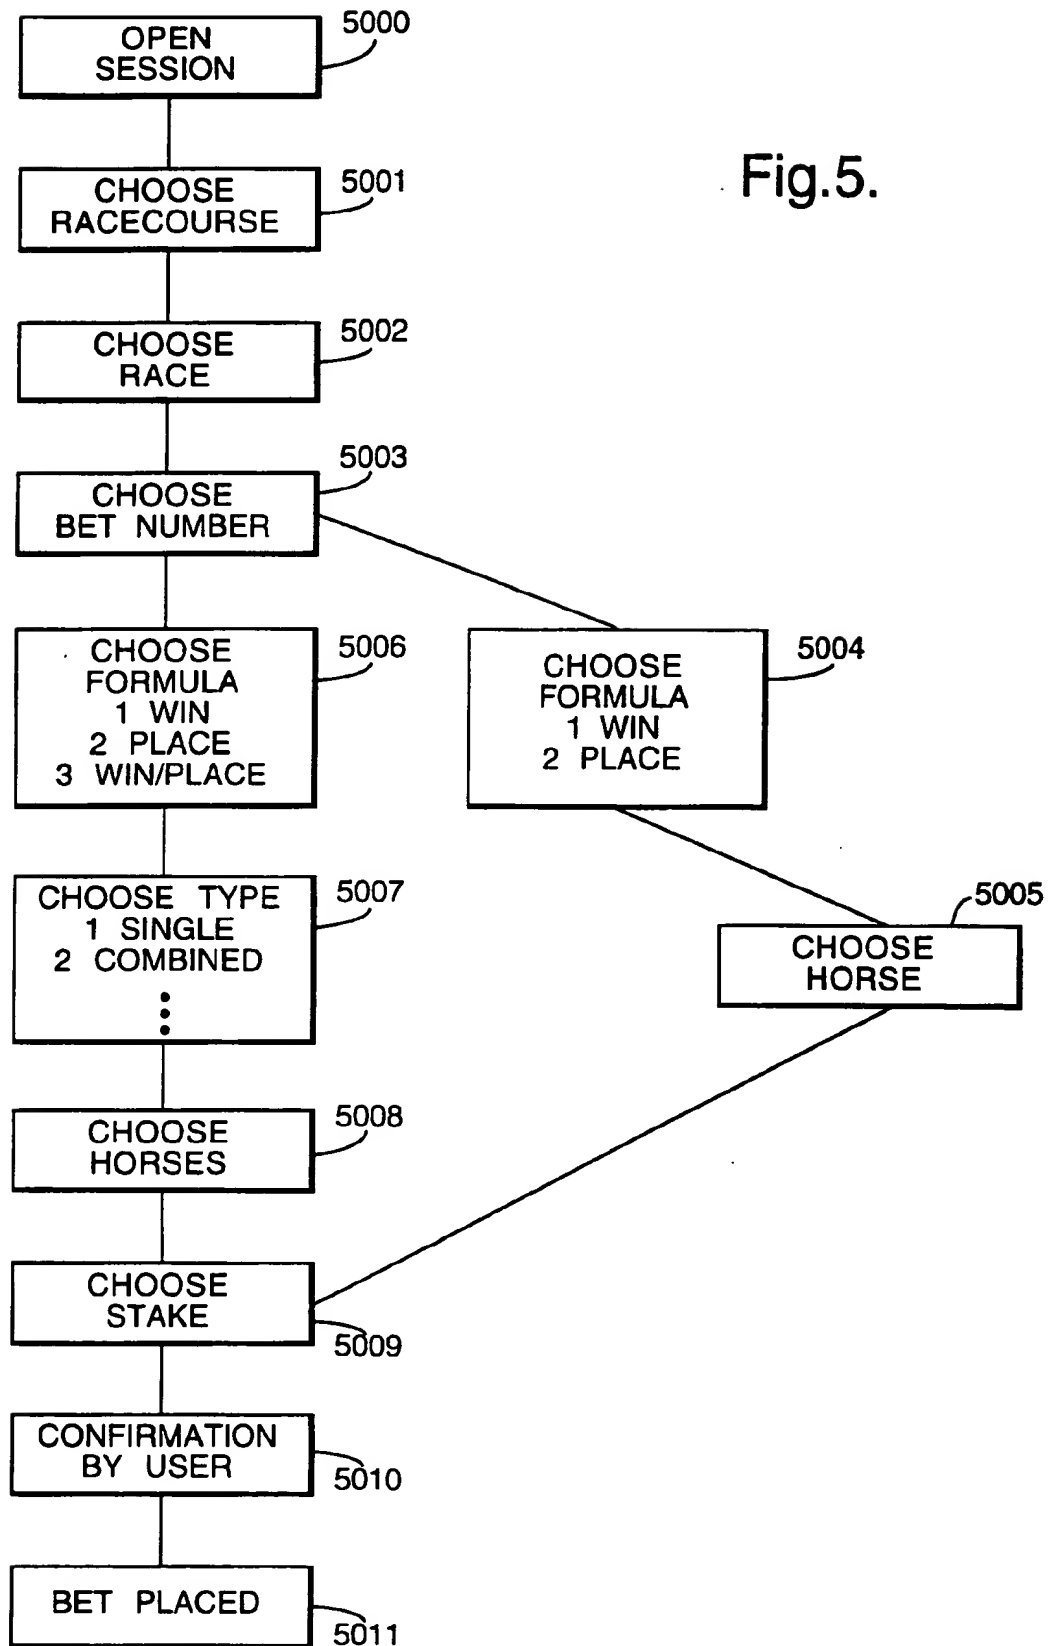 5000
OPEN
SESSION
Fig.5.
5001
CHOOSE
RACECOURSE
5002
CHOOSE
RACE
5003
CHOOSE
BET NUMBER
5006
CHOOSE
FORMULA
1 WIN
2 PLACE
3 WIN/PLACE
5004
CHOOSE
FORMULA
1 WIN
2 PLACE
5007
CHOOSE TYPE
1 SINGLE
2 COMBINED
5005
CHOOSE
HORSE
5008
CHOOSE
HORSES
CHOOSE
STAKE
5009
CONFIRMATION
BY USER
5010
BET PLACED
5011